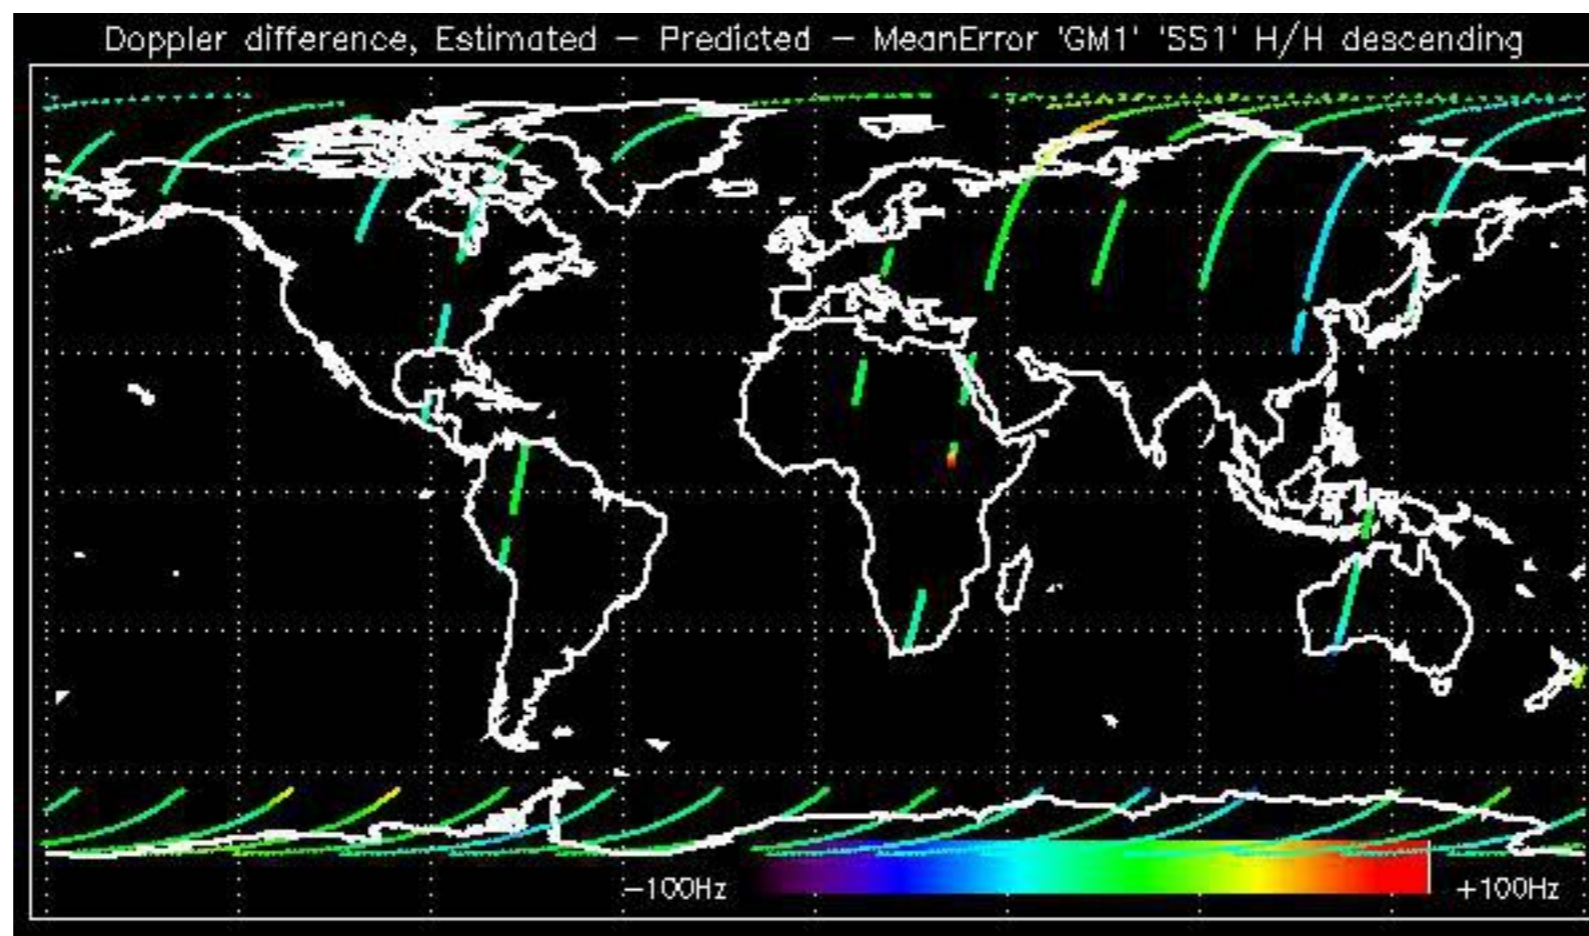 Doppler difference, Estimated — Predicted — MeanError 'GM1' 'SS1' H/H descending
—100Hz
+100Hz